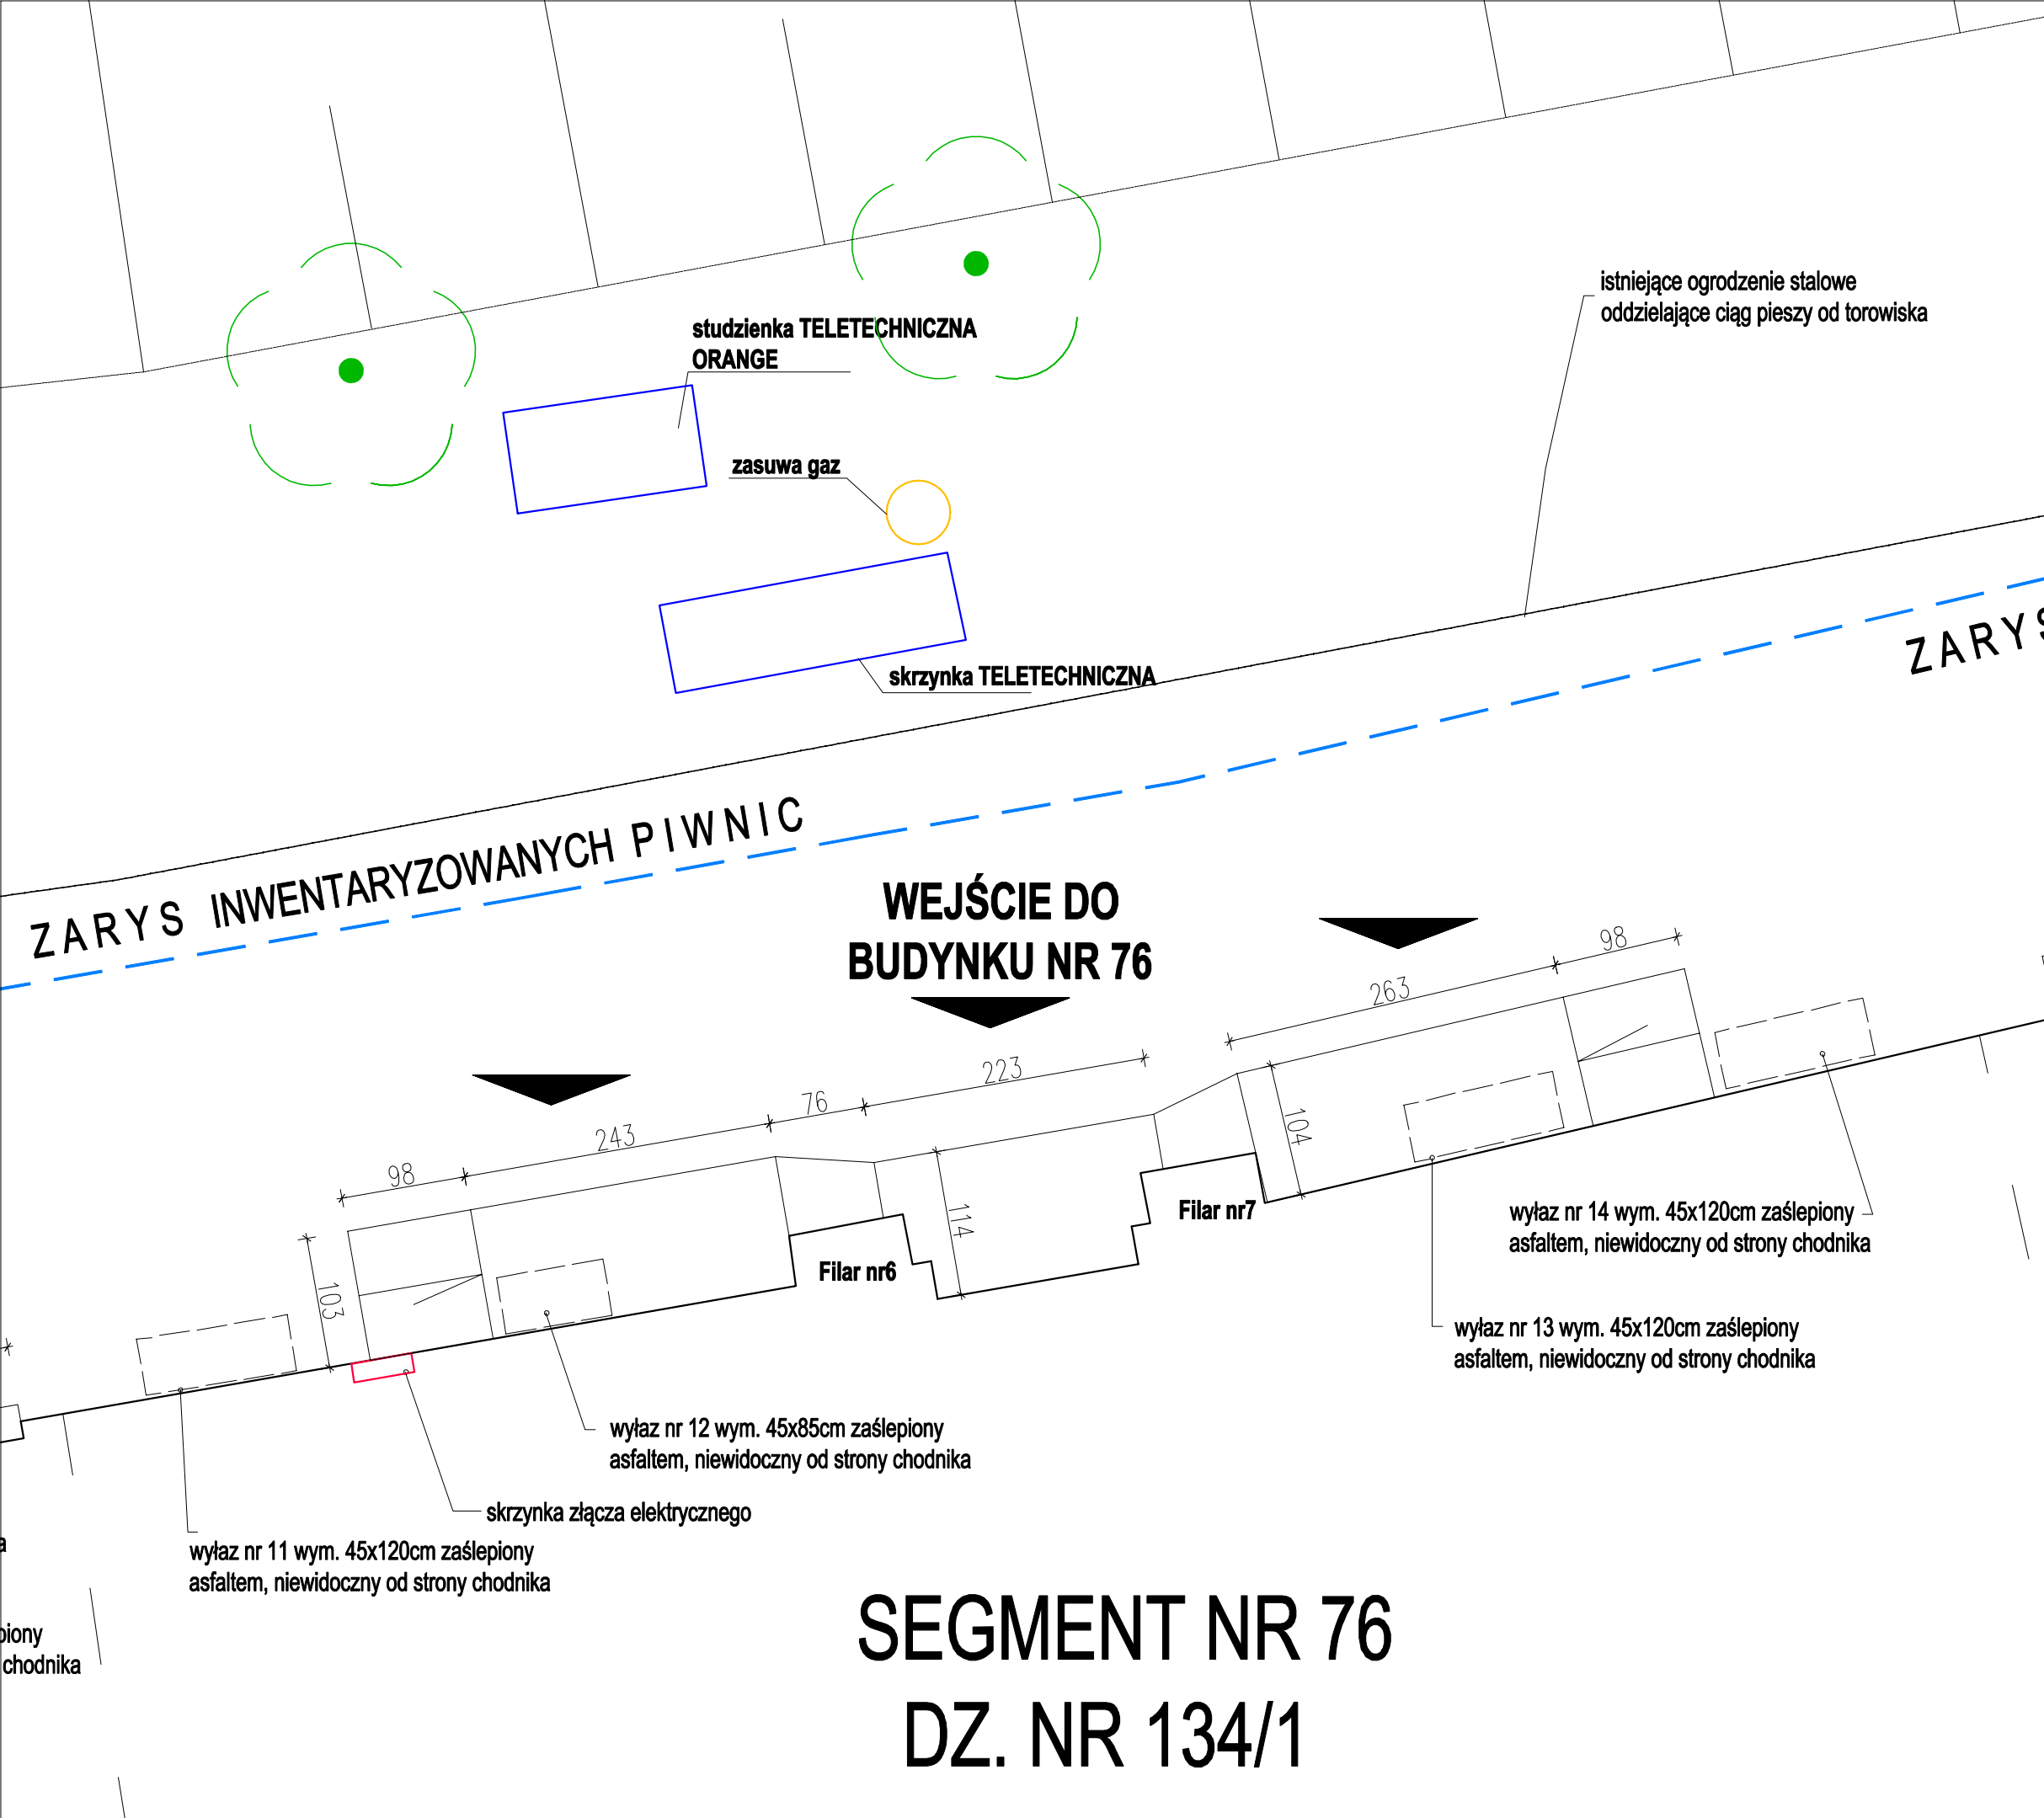 istniejące ogrodzenie stalowe
oddzielające ciąg pieszy od torowiska
studzienka TELETECHNICZNA
ORANGE
zasuwa gaz
skrzynka TELETECHNICZNA
ZARYS
ZARYS INWENTARYZOWANYCH PIWNIC
WEJŚCIE DO
BUDYNKU NR 76
98
263
223
76
243
98
104
114
103
Filar nr7
Filar nr6
wyłaz nr 14 wym. 45x120cm zaślepiony
asfaltem, niewidoczny od strony chodnika
wyłaz nr 13 wym. 45x120cm zaślepiony
asfaltem, niewidoczny od strony chodnika
wyłaz nr 12 wym. 45x85cm zaślepiony
asfaltem, niewidoczny od strony chodnika
skrzynka złącza elektrycznego
wyłaz nr 11 wym. 45x120cm zaślepiony
asfaltem, niewidoczny od strony chodnika
a
piony
chodnika
SEGMENT NR 76
DZ. NR 134/1